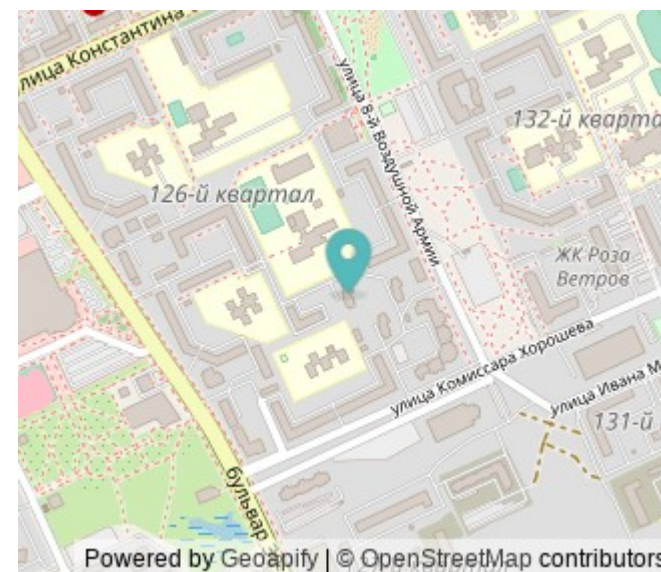 лица Константина
улица 8-й Воздушной Армии
132-й кварта
126-й квартал
ЖК Роза
Ветров
улица Комиссара Хорошева
улица Ивана М
131-й
бульвар
Powered by Geoapify | © OpenStreetMap contributors